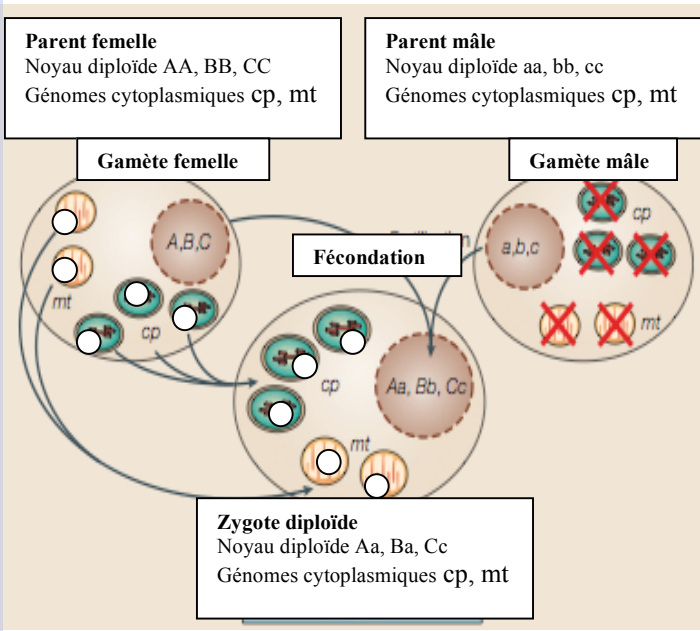 Parent femelle
Noyau diploïde AA, BB, CC
Génomes cytoplasmiques cp, mt
Parent mâle
Noyau diploïde aa, bb, cc
Génomes cytoplasmiques cp, mt
Gamète femelle
Gamète mâle
A,B,C
mt
cp
Fécondation
a,b,c
cp
mt
cp
Aa, Bb, Cc
mt
Zygote diploïde
Noyau diploïde Aa, Ba, Cc
Génomes cytoplasmiques cp, mt